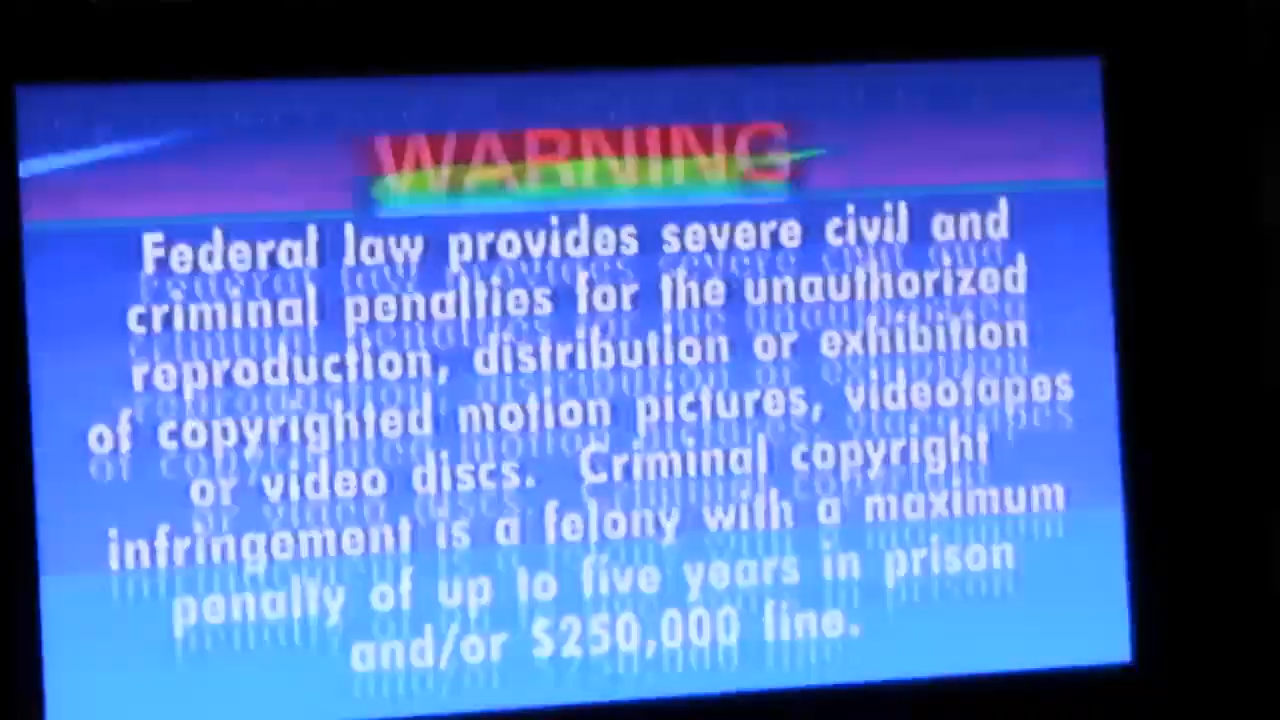 WARNING
Federal law provides severe civil and
criminal penalties for the unauthorized
reproduction, distribution or exhibition
of copyrighted motion pictures, videotapes
or video discs. Criminal copyright
infringement is a felony with a maximum
penalty of up to five years in prison
and/or $250,000 fine.